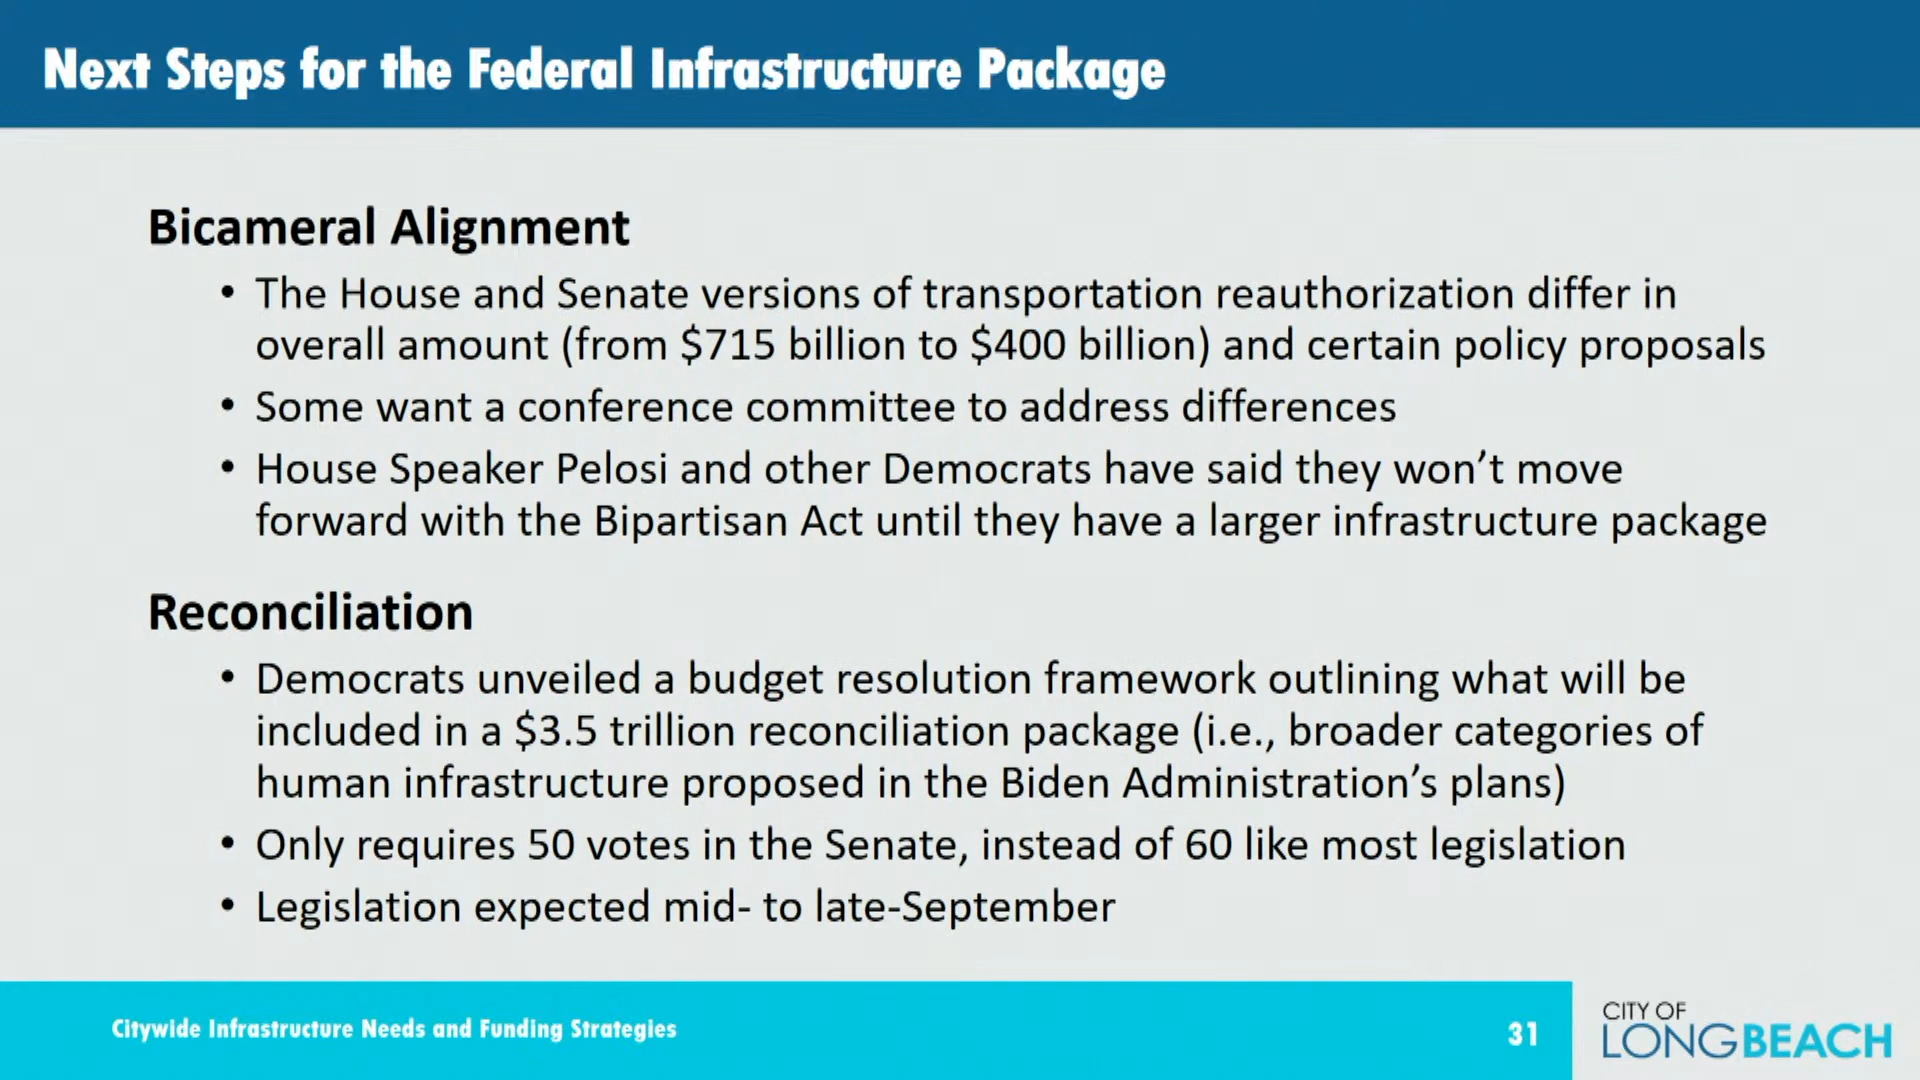 Next Steps for the Federal Infrastructure Package
Bicameral Alignment
• The House and Senate versions of transportation reauthorization differ in
overall amount (from $715 billion to $400 billion) and certain policy proposals
• Some want a conference committee to address differences
• House Speaker Pelosi and other Democrats have said they won’t move
forward with the Bipartisan Act until they have a larger infrastructure package
Reconciliation
• Democrats unveiled a budget resolution framework outlining what will be
included in a $3.5 trillion reconciliation package (i.e., broader categories of
human infrastructure proposed in the Biden Administration’s plans)
• Only requires 50 votes in the Senate, instead of 60 like most legislation
• Legislation expected mid- to late-September
Citywide Infrastructure Needs and Funding Strategies
31
CITY OF
LONGBEACH